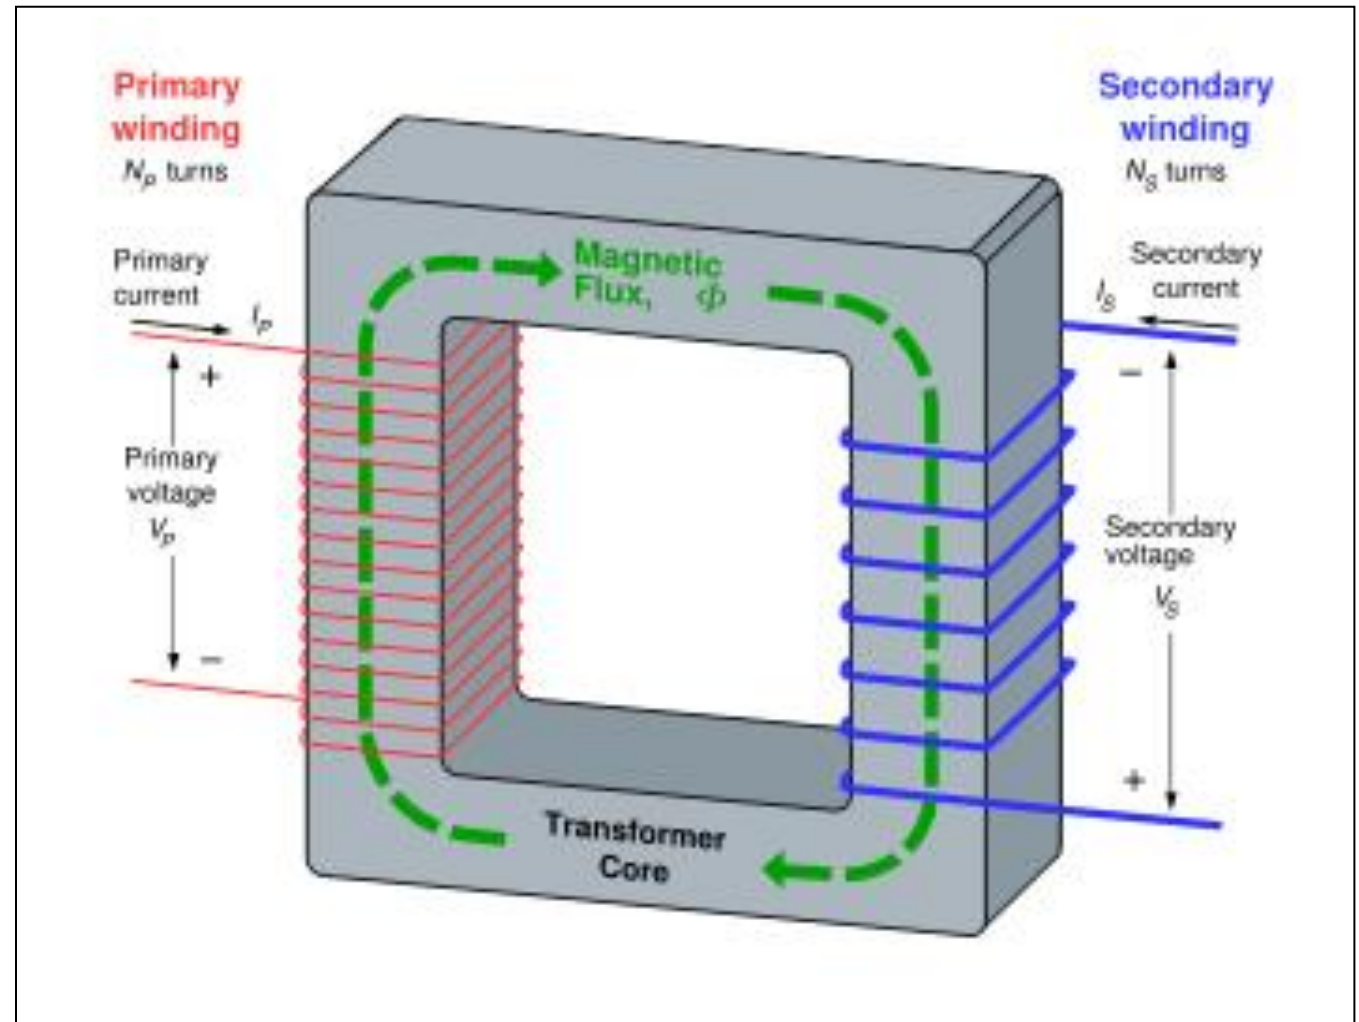 Primary
winding
Np turns
Secondary
winding
Ns turns
Magnetic
Flux, Φ
Primary
current
Ip
Secondary
current
Is
+
−
Primary
voltage
Vp
−
Secondary
voltage
Vs
+
Transformer
Core